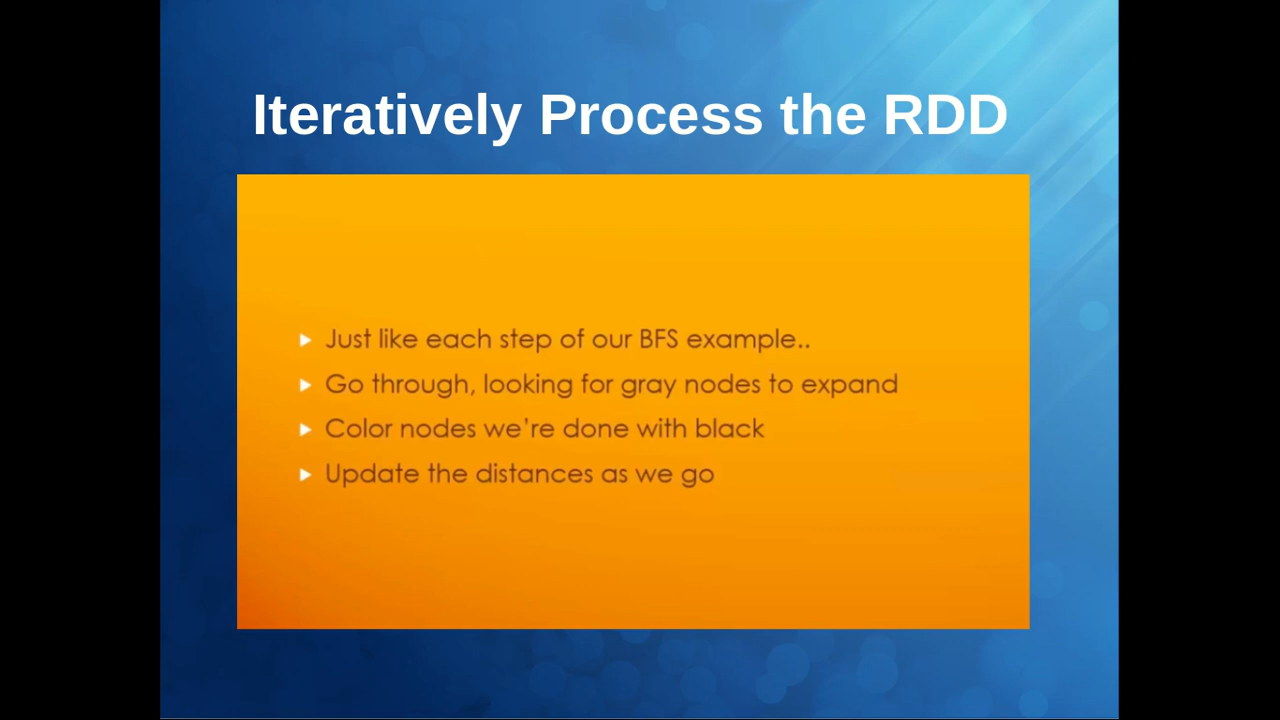 Iteratively Process the RDD
Just like each step of our BFS example..
Go through, looking for gray nodes to expand
Color nodes we're done with black
Update the distances as we go